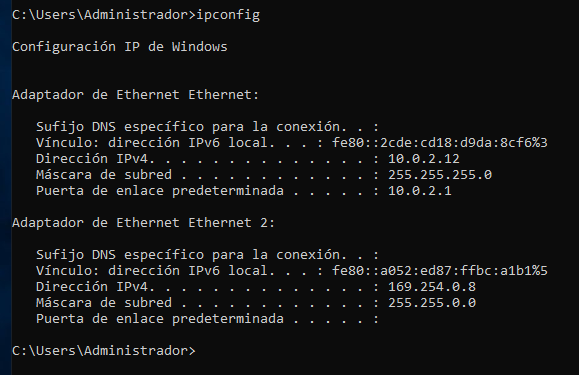 C:\Users\Administrador>ipconfig
Configuración IP de Windows
Adaptador de Ethernet Ethernet:
Sufijo DNS específico para la conexión. . :
Vínculo: dirección IPv6 local. . . : fe80::2cde:cd18:d9da:8cf6%3
Dirección IPv4. . . . . . . . . . . . . . : 10.0.2.12
Máscara de subred . . . . . . . . . . . . : 255.255.255.0
Puerta de enlace predeterminada . . . . . : 10.0.2.1
Adaptador de Ethernet Ethernet 2:
Sufijo DNS específico para la conexión. . :
Vínculo: dirección IPv6 local. . . : fe80::a052:ed87:ffbc:a1b1%5
Dirección IPv4. . . . . . . . . . . . . . : 169.254.0.8
Máscara de subred . . . . . . . . . . . . : 255.255.0.0
Puerta de enlace predeterminada . . . . . :
C:\Users\Administrador>